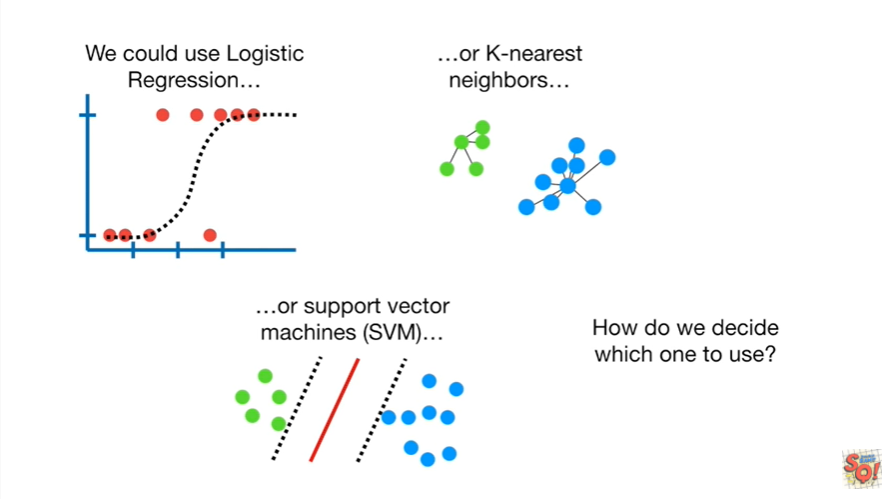 We could use Logistic
Regression…
…or K-nearest
neighbors…
…or support vector
machines (SVM)…
How do we decide
which one to use?
SQ!